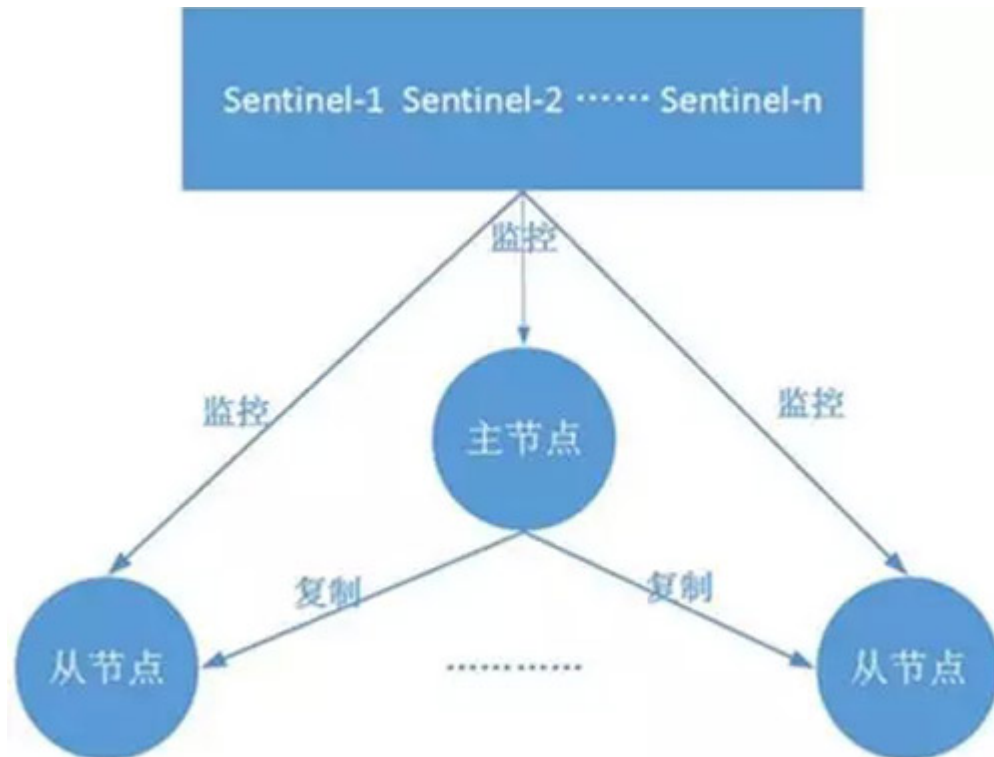 Sentinel-1 Sentinel-2 …… Sentinel-n
监控
监控
监控
主节点
复制
复制
从节点
…………
从节点